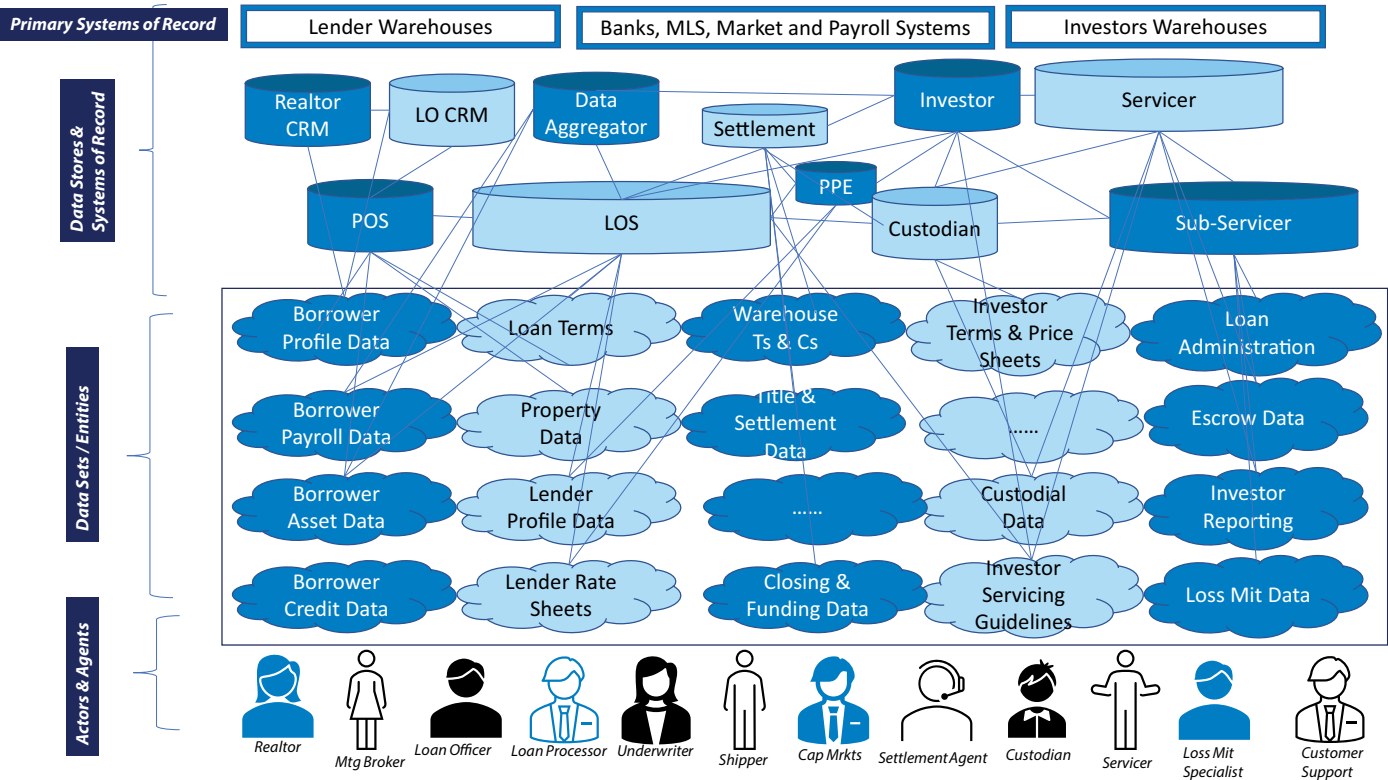 Primary Systems of Record
Lender Warehouses
Banks, MLS, Market and Payroll Systems
Investors Warehouses
Data Stores &
Systems of Record
Realtor
CRM
LO CRM
Data
Aggregator
Settlement
Investor
Servicer
POS
LOS
PPE
Custodian
Sub-Servicer
Data Sets / Entities
Borrower
Profile Data
Loan Terms
Warehouse
Ts & Cs
Investor
Terms & Price
Sheets
Loan
Administration
Borrower
Payroll Data
Property
Data
Title &
Settlement
Data
......
Escrow Data
Borrower
Asset Data
Lender
Profile Data
......
Custodial
Data
Investor
Reporting
Borrower
Credit Data
Lender Rate
Sheets
Closing &
Funding Data
Investor
Servicing
Guidelines
Loss Mit Data
Actors & Agents
Realtor
Mtg Broker
Loan Officer
Loan Processor
Underwriter
Shipper
Cap Mrkts
Settlement Agent
Custodian
Servicer
Loss Mit
Specialist
Customer
Support